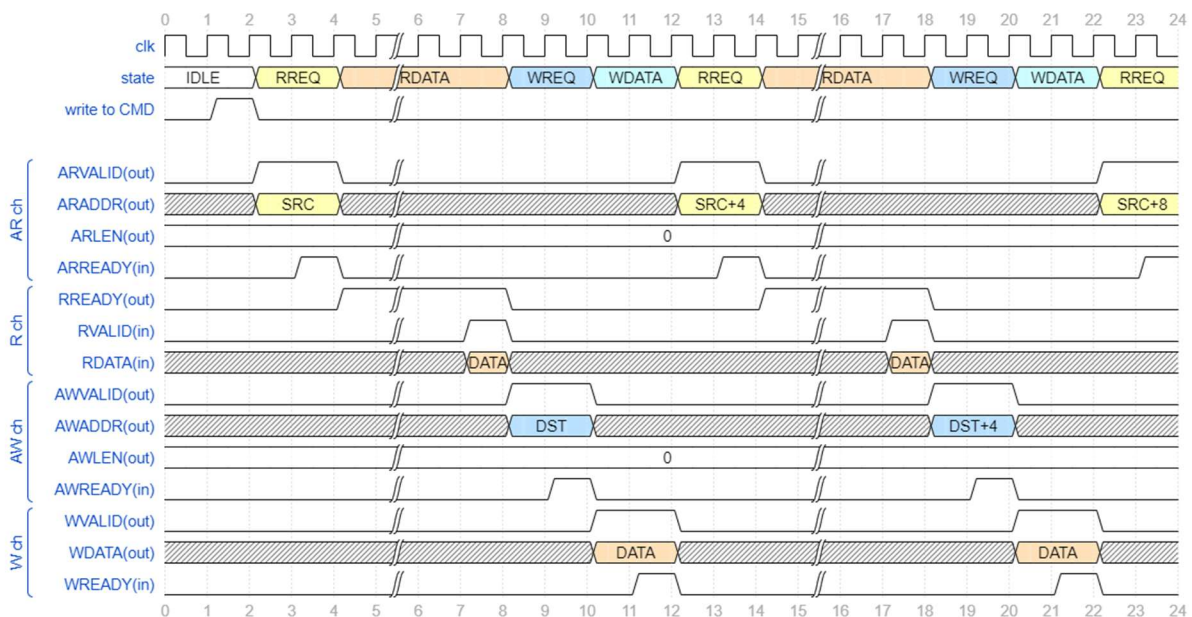 0 1 2 3 4 5 6 7 8 9 10 11 12 13 14 15 16 17 18 19 20 21 22 23 24
clk
state IDLE RREQ RDATA WREQ WDATA RREQ RDATA WREQ WDATA RREQ
write to CMD
AR ch
ARVALID(out)
ARADDR(out) SRC SRC+4 SRC+8
ARLEN(out) 0
ARREADY(in)
R ch
RREADY(out)
RVALID(in)
RDATA(in) DATA DATA
AW ch
AWVALID(out)
AWADDR(out) DST DST+4
AWLEN(out) 0
AWREADY(in)
W ch
WVALID(out)
WDATA(out) DATA DATA
WREADY(in)
0 1 2 3 4 5 6 7 8 9 10 11 12 13 14 15 16 17 18 19 20 21 22 23 24